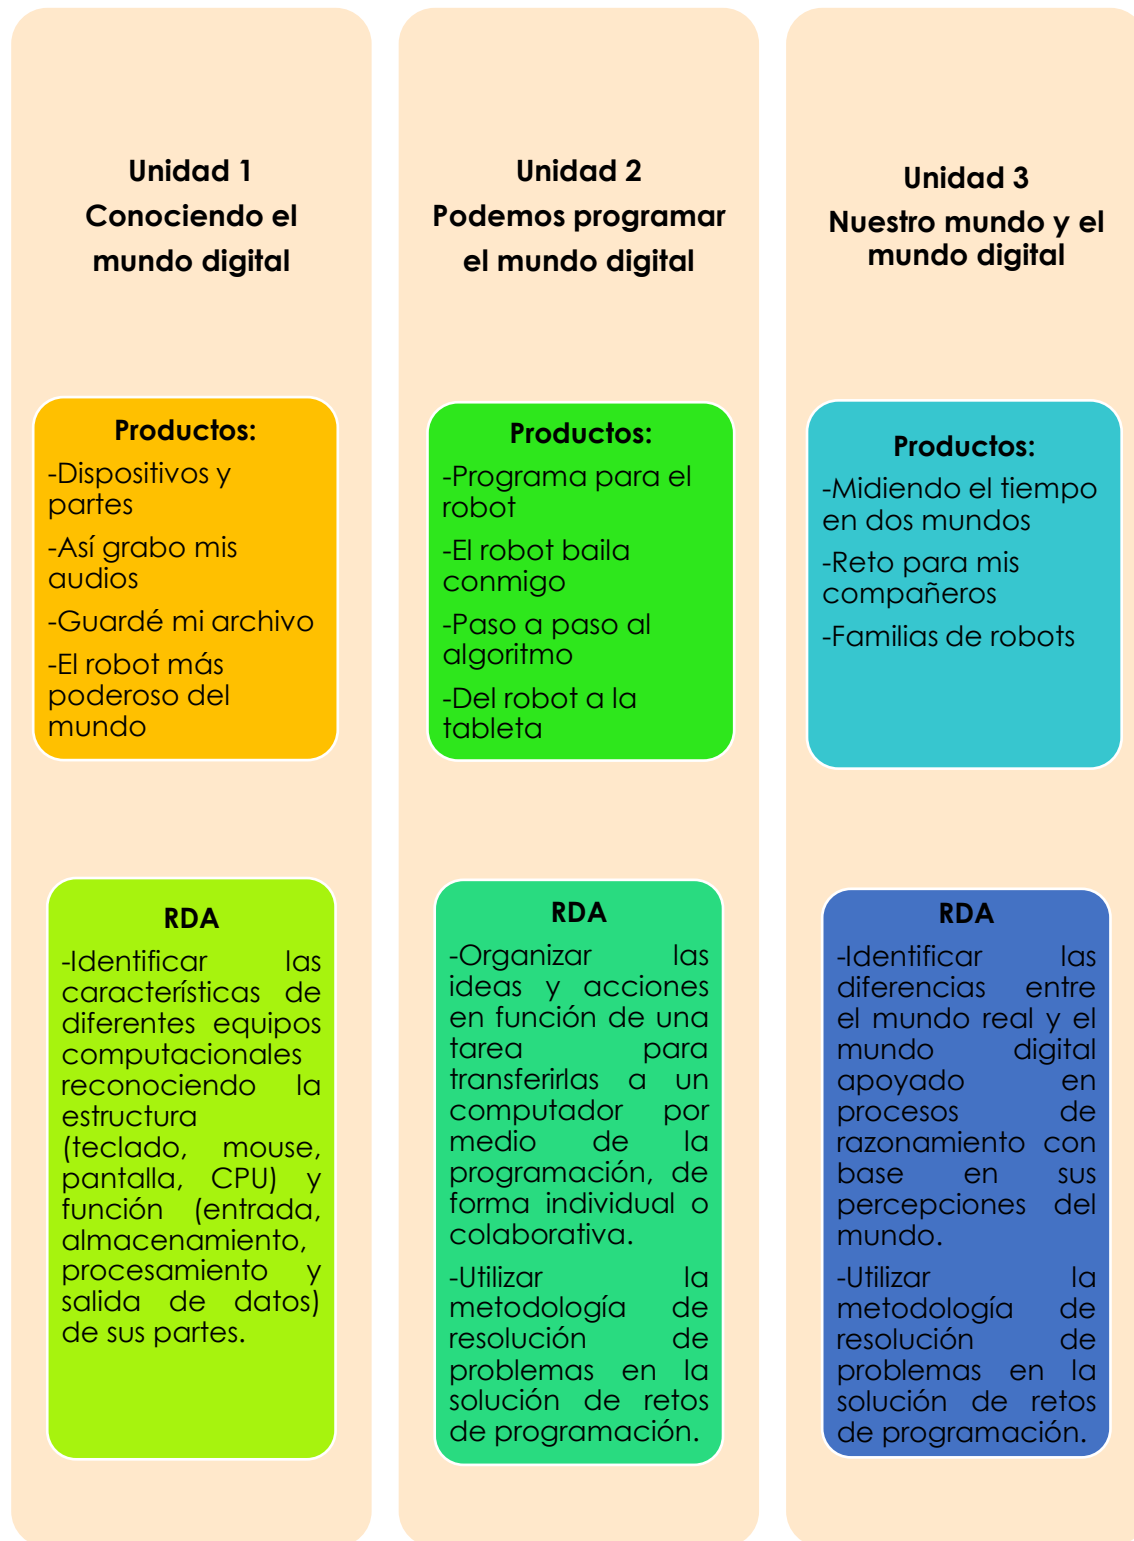 Unidad 1
Conociendo el
mundo digital
Productos:
-Dispositivos y
partes
-Así grabo mis
audios
-Guardé mi archivo
-El robot más
poderoso del
mundo
RDA
-Identificar las
características de
diferentes equipos
computacionales
reconociendo la
estructura
(teclado, mouse,
pantalla, CPU) y
función (entrada,
almacenamiento,
procesamiento y
salida de datos)
de sus partes.
Unidad 2
Podemos programar
el mundo digital
Productos:
-Programa para el
robot
-El robot baila
conmigo
-Paso a paso al
algoritmo
-Del robot a la
tableta
RDA
-Organizar las
ideas y acciones
en función de una
tarea para
transferirlas a un
computador por
medio de la
programación, de
forma individual o
colaborativa.
-Utilizar la
metodología de
resolución de
problemas en la
solución de retos
de programación.
Unidad 3
Nuestro mundo y el
mundo digital
Productos:
-Midiendo el tiempo
en dos mundos
-Reto para mis
compañeros
-Familias de robots
RDA
-Identificar las
diferencias entre
el mundo real y el
mundo digital
apoyado en
procesos de
razonamiento con
base en sus
percepciones del
mundo.
-Utilizar la
metodología de
resolución de
problemas en la
solución de retos
de programación.